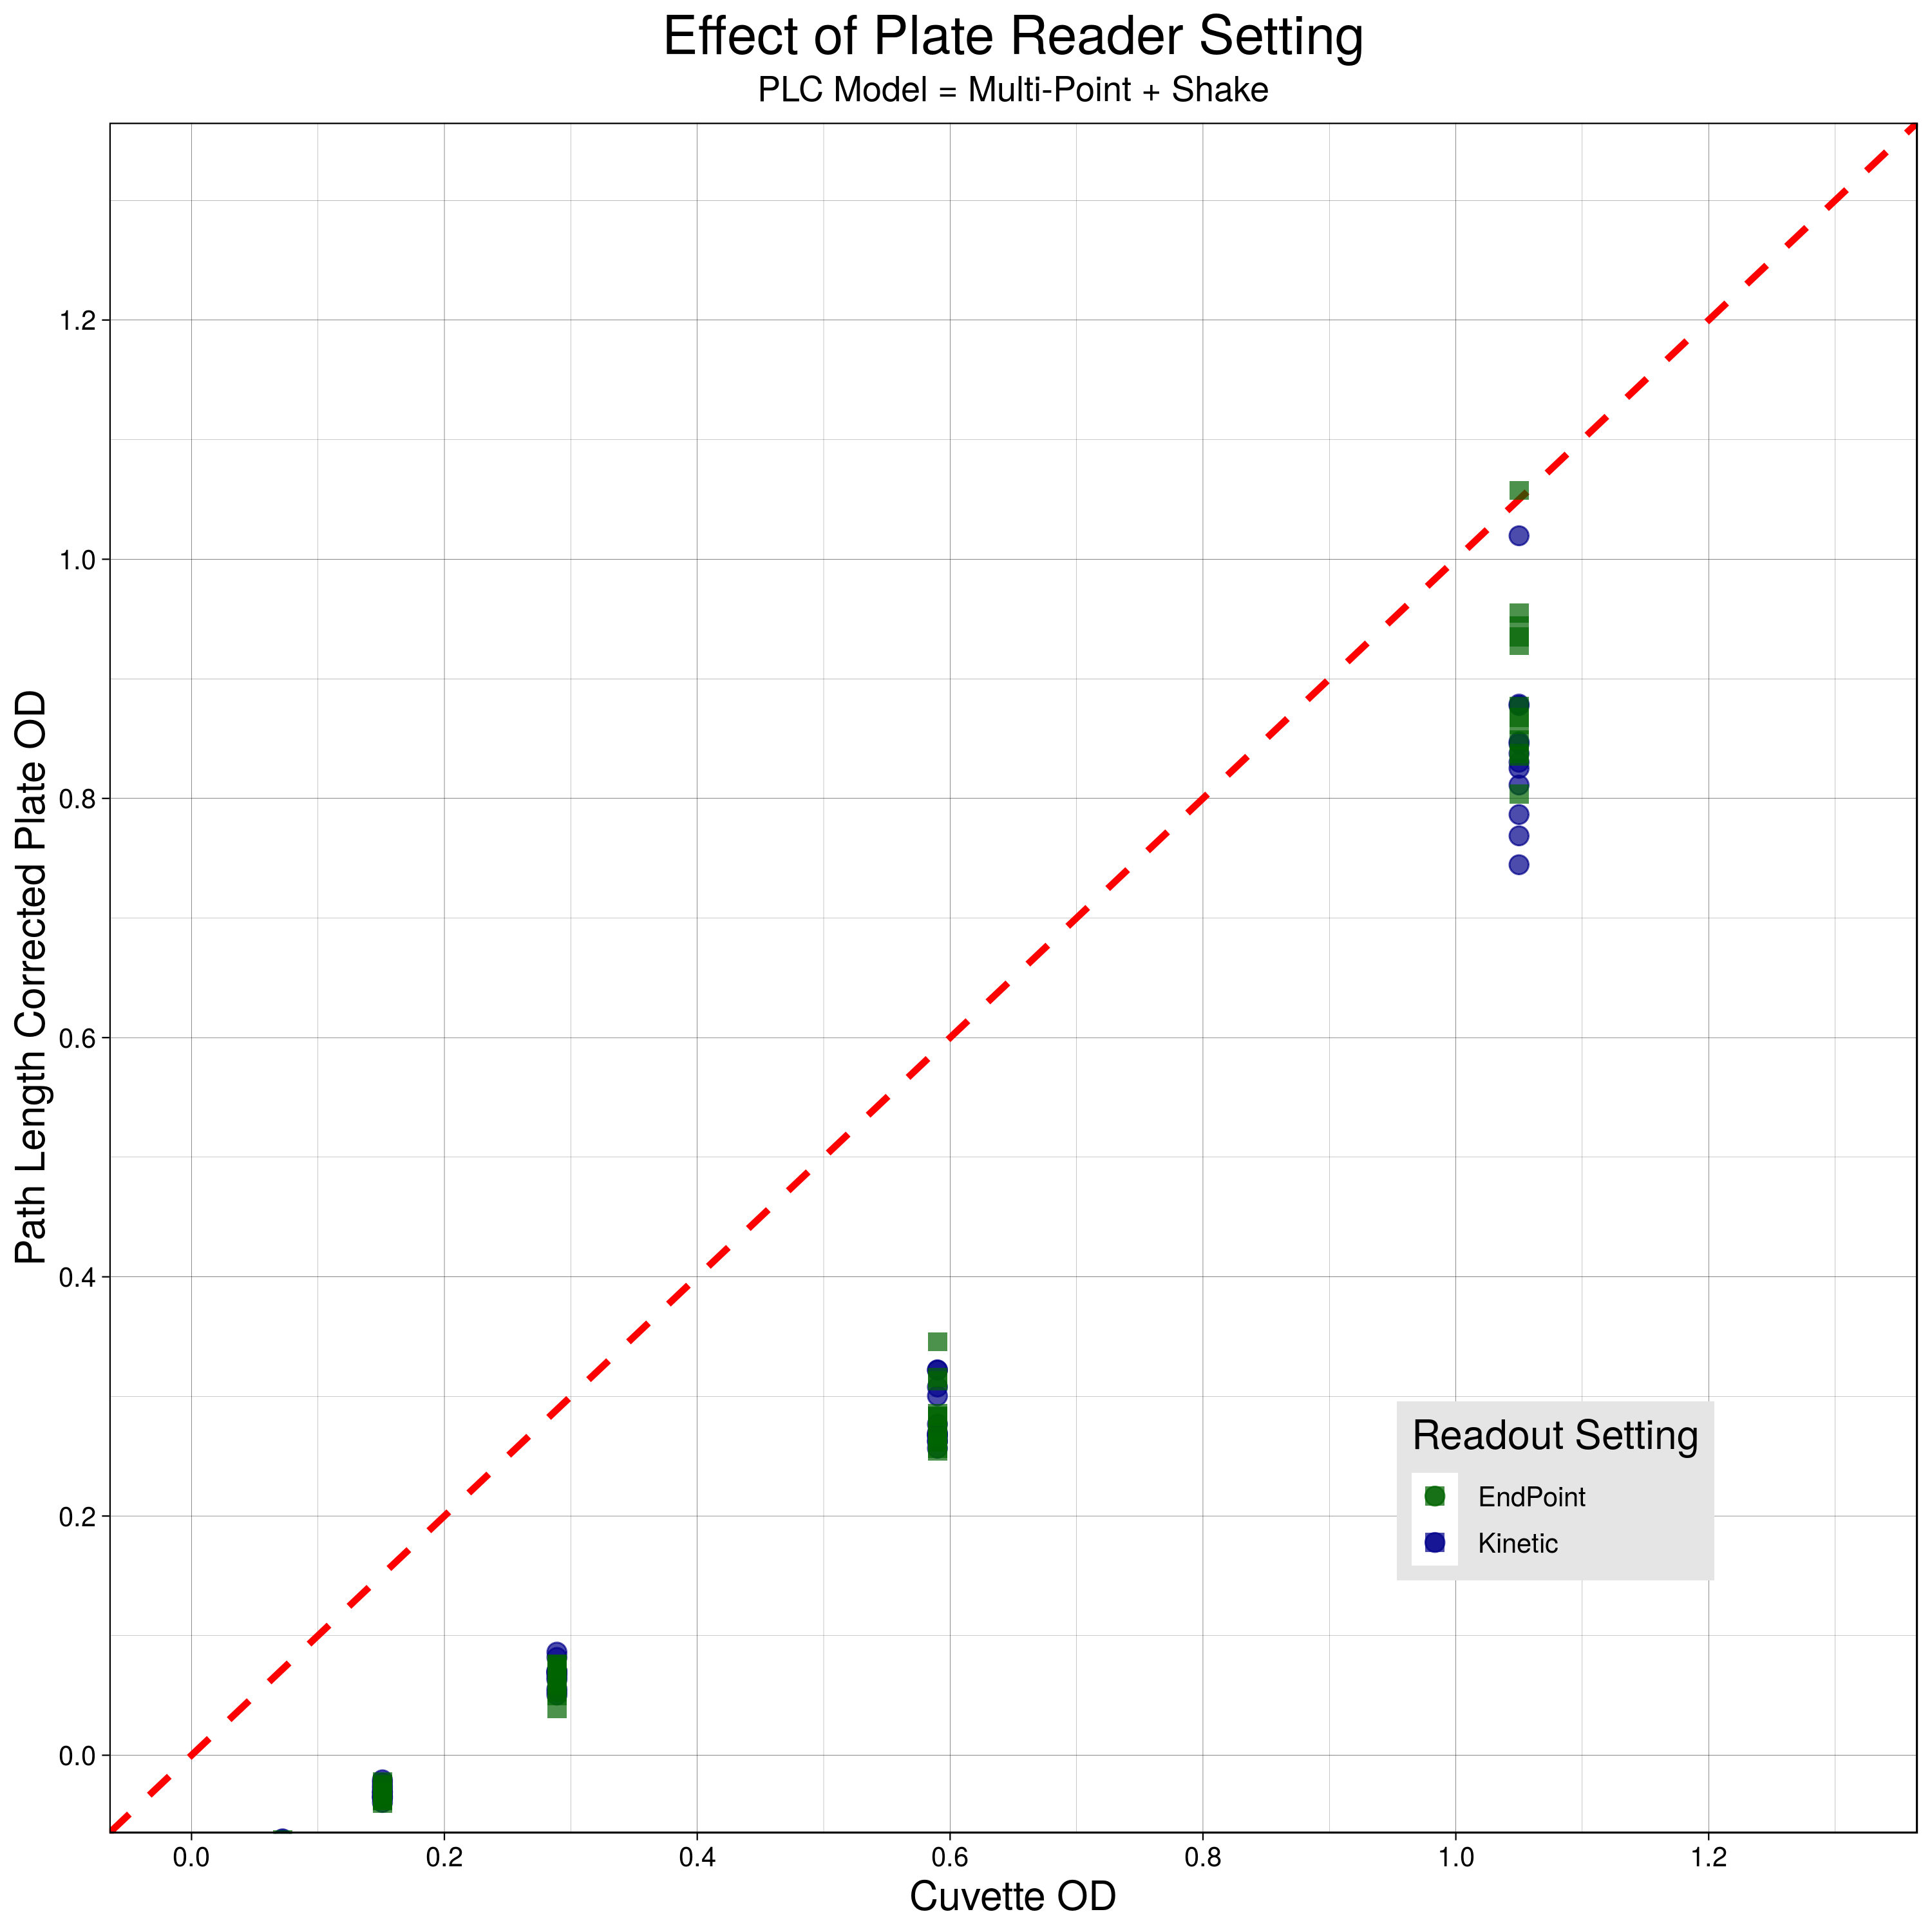 Effect of Plate Reader Setting
PLC Model = Multi-Point + Shake
Path Length Corrected Plate OD
1.2
1.0
0.8
0.6
0.4
0.2
0.0
Readout Setting
EndPoint
Kinetic
0.0 0.2 0.4 0.6 0.8 1.0 1.2
Cuvette OD